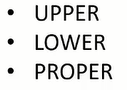 • UPPER
• LOWER
• PROPER